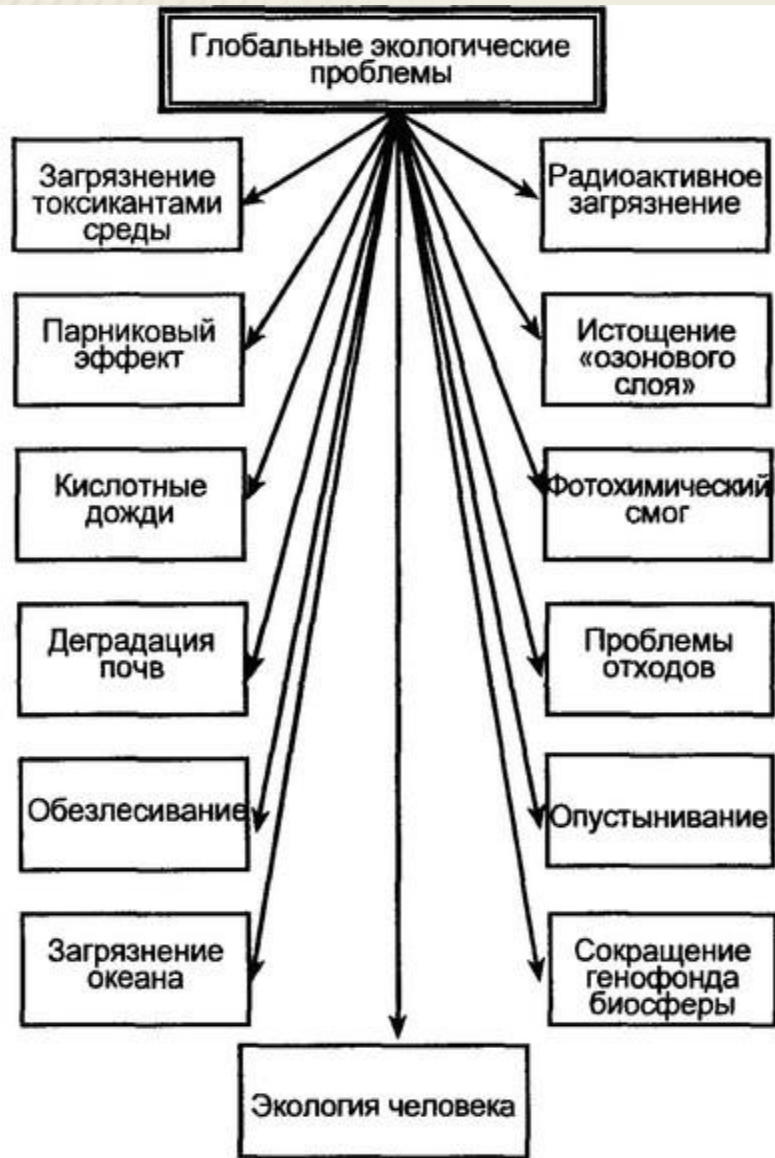 Глобальные экологические
проблемы
Загрязнение
токсикантами
среды
Радиоактивное
загрязнение
Парниковый
эффект
Истощение
«озонового
слоя»
Кислотные
дожди
Фотохимический
смог
Деградация
почв
Проблемы
отходов
Обезлесивание
Опустынивание
Загрязнение
океана
Сокращение
генофонда
биосферы
Экология человека